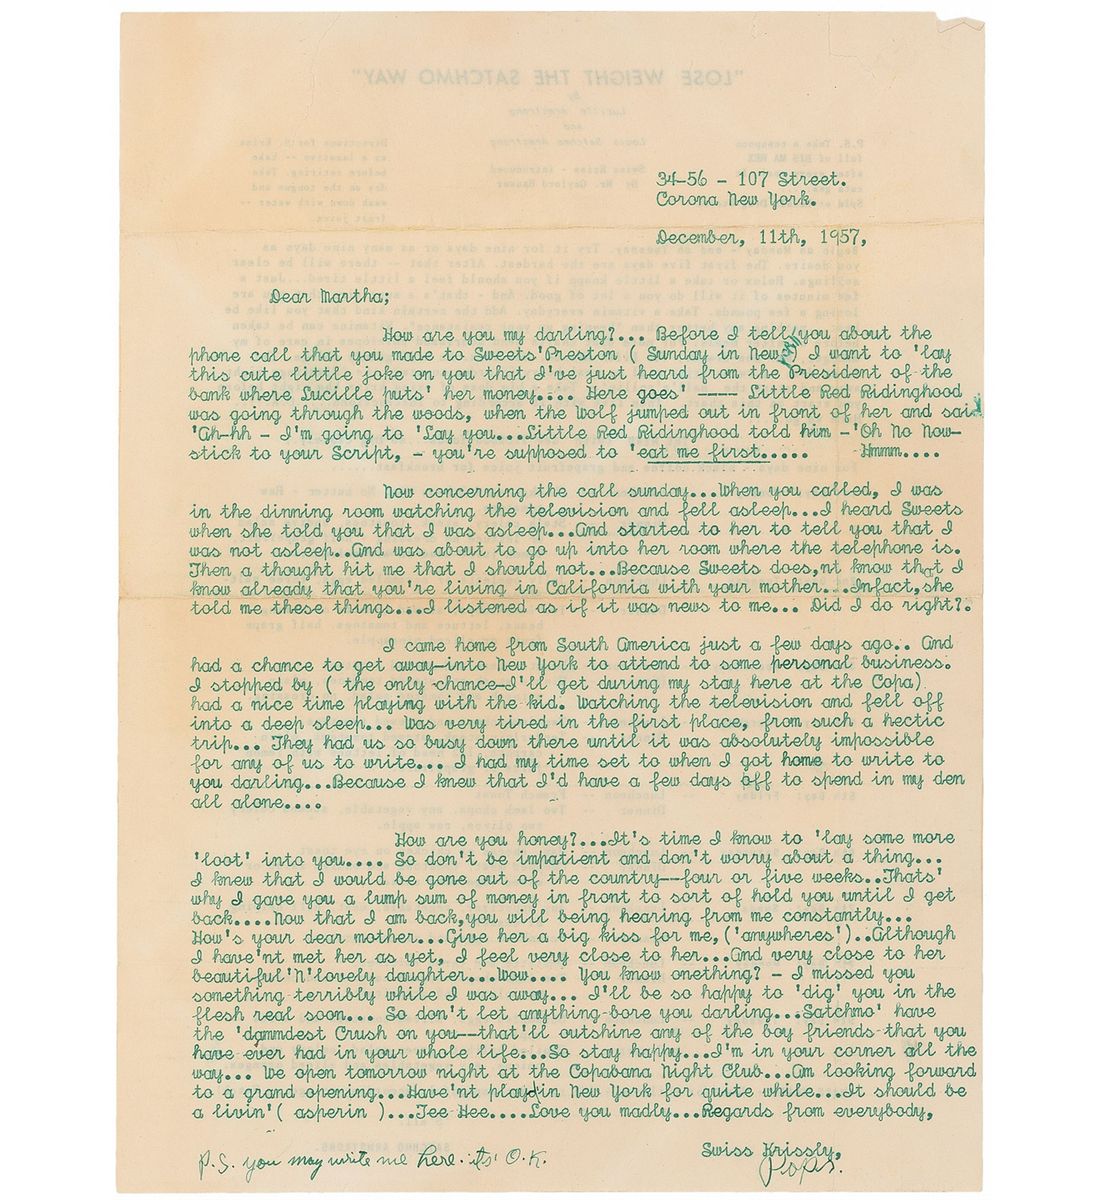 34-56 - 107 Street.
Corona New York.
December, 11th, 1957,
Dear Martha;
How are you my darling?... Before I tell you about the
phone call that you made to Sweets'Preston ( Sunday in New York) I want to 'lay
this cute little joke on you that I've just heard from the President of the
bank where Lucille puts' her money.... Here goes' ---- Little Red Ridinghood
was going through the woods, when the Wolf jumped out in front of her and said
'Ah-hh - I'm going to 'Lay you...Little Red Ridinghood told him -'Oh No Now-
stick to your Script, - you're supposed to 'eat me first..... Hmmm....
Now concerning the call sunday...When you called, I was
in the dinning room watching the television and fell asleep...I heard Sweets
when she told you that I was asleep...And started to her to tell you that I
was not asleep..And was about to go up into her room where the telephone is.
Then a thought hit me that I should not...Because Sweets does,nt know that I
know already that you're living in California with your mother...Infact, she
told me these things...I listened as if it was news to me... Did I do right?.
I came home from South America just a few days ago.. And
had a chance to get away-into New York to attend to some personal business.
I stopped by ( the only chance-I'll get during my stay here at the Copa)
had a nice time playing with the kid. Watching the television and fell off
into a deep sleep... Was very tired in the first place, from such a hectic
trip... They had us so busy down there until it was absolutely impossible
for any of us to write... I had my time set to when I got home to write to
you darling...Because I knew that I'd have a few days off to spend in my den
all alone....
How are you honey?...It's time I know to 'lay some more
'loot' into you.... So don't be impatient and don't worry about a thing...
I knew that I would be gone out of the country--four or five weeks..Thats'
why I gave you a lump sum of money in front to sort of hold you until I get
back....Now that I am back,you will being hearing from me constantly...
How's your dear mother...Give her a big kiss for me,('anywheres')..Although
I have'nt met her as yet, I feel very close to her...And very close to her
beautiful'N'lovely daughter...Wow.... You know onething? - I missed you
something terribly while I was away... I'll be so happy to 'dig' you in the
flesh real soon... So don't let anything-bore you darling...Satchmo' have
the 'dammdest Crush on you--that'll outshine any of the boy friends-that you
have ever had in your whole life...So stay happy...I'm in your corner all the
way... We open tomorrow night at the Copabana Night Club...Am looking forward
to a grand opening...Have'nt played in New York for quite while...It should be
a livin'( asperin )...Tee Hee....Love you madly...Regards from everybody,
Swiss Krissly,
Pops.
P.S. you may write me here. its' O.K.